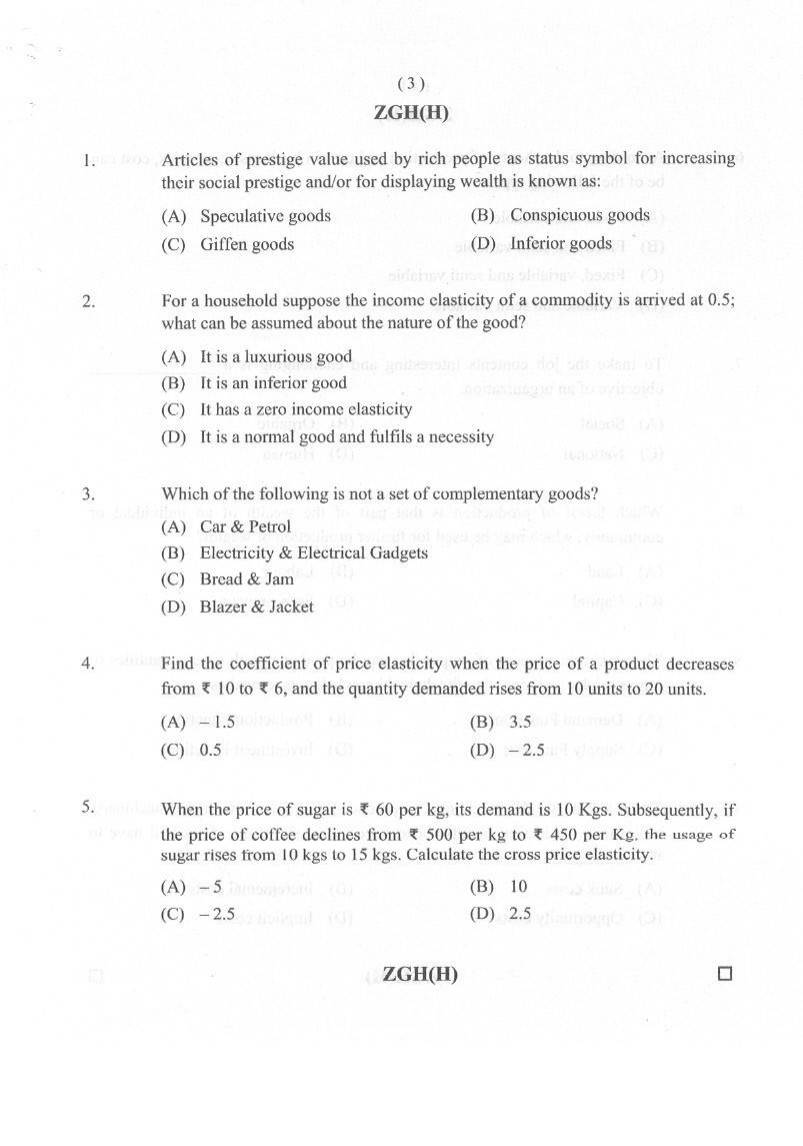 ( 3 )
ZGH(H)
1. Articles of prestige value used by rich people as status symbol for increasing
their social prestige and/or for displaying wealth is known as:
(A) Speculative goods (B) Conspicuous goods
(C) Giffen goods (D) Inferior goods
2. For a household suppose the income elasticity of a commodity is arrived at 0.5;
what can be assumed about the nature of the good?
(A) It is a luxurious good
(B) It is an inferior good
(C) It has a zero income elasticity
(D) It is a normal good and fulfils a necessity
3. Which of the following is not a set of complementary goods?
(A) Car & Petrol
(B) Electricity & Electrical Gadgets
(C) Bread & Jam
(D) Blazer & Jacket
4. Find the coefficient of price elasticity when the price of a product decreases
from ₹ 10 to ₹ 6, and the quantity demanded rises from 10 units to 20 units.
(A) – 1.5 (B) 3.5
(C) 0.5 (D) – 2.5
5. When the price of sugar is ₹ 60 per kg, its demand is 10 Kgs. Subsequently, if
the price of coffee declines from ₹ 500 per kg to ₹ 450 per Kg. the usage of
sugar rises from 10 kgs to 15 kgs. Calculate the cross price elasticity.
(A) – 5 (B) 10
(C) – 2.5 (D) 2.5
ZGH(H)